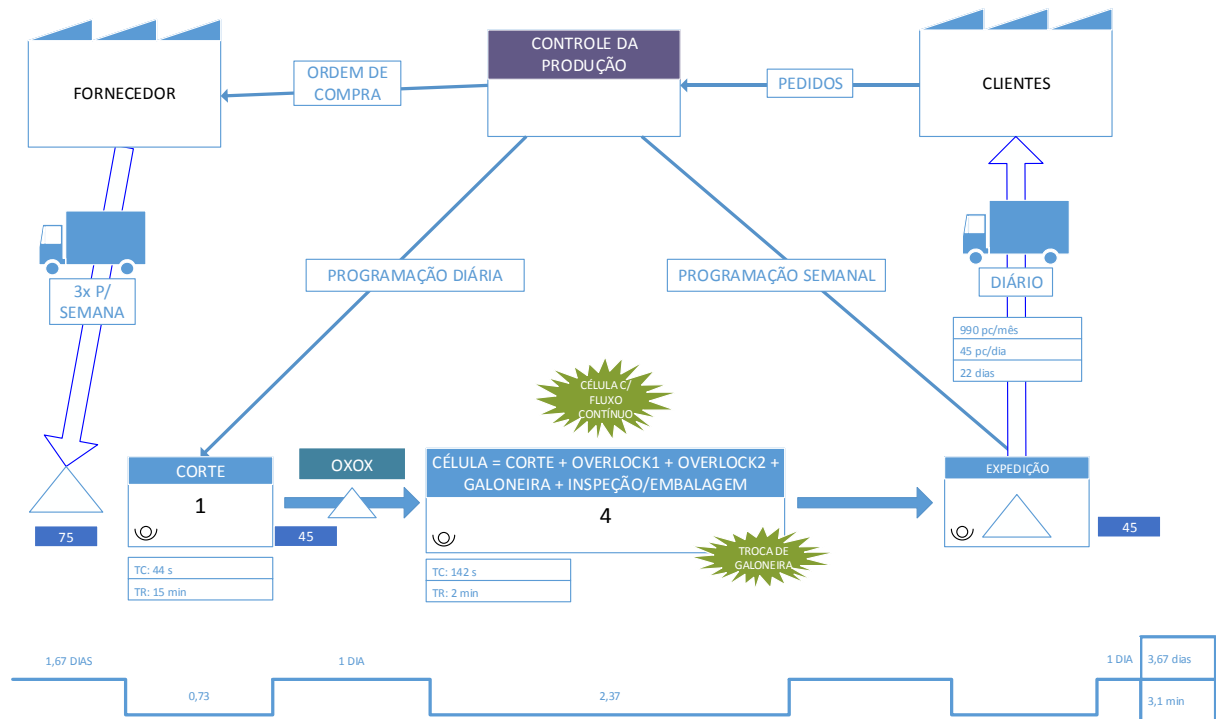 FORNECEDOR
ORDEM DE
COMPRA
CONTROLE DA
PRODUÇÃO
PEDIDOS
CLIENTES
3x P/
SEMANA
PROGRAMAÇÃO DIÁRIA
PROGRAMAÇÃO SEMANAL
DIÁRIO
990 pc/mês
45 pc/dia
22 dias
CÉLULA C/
FLUXO
CONTÍNUO
75
CORTE
1
45
TC: 44 s
TR: 15 min
OXOX
CÉLULA = CORTE + OVERLOCK1 + OVERLOCK2 +
GALONEIRA + INSPEÇÃO/EMBALAGEM
4
TC: 142 s
TR: 2 min
TROCA DE
GALONEIRA
EXPEDIÇÃO
45
1,67 DIAS
0,73
1 DIA
2,37
1 DIA
3,67 dias
3,1 min